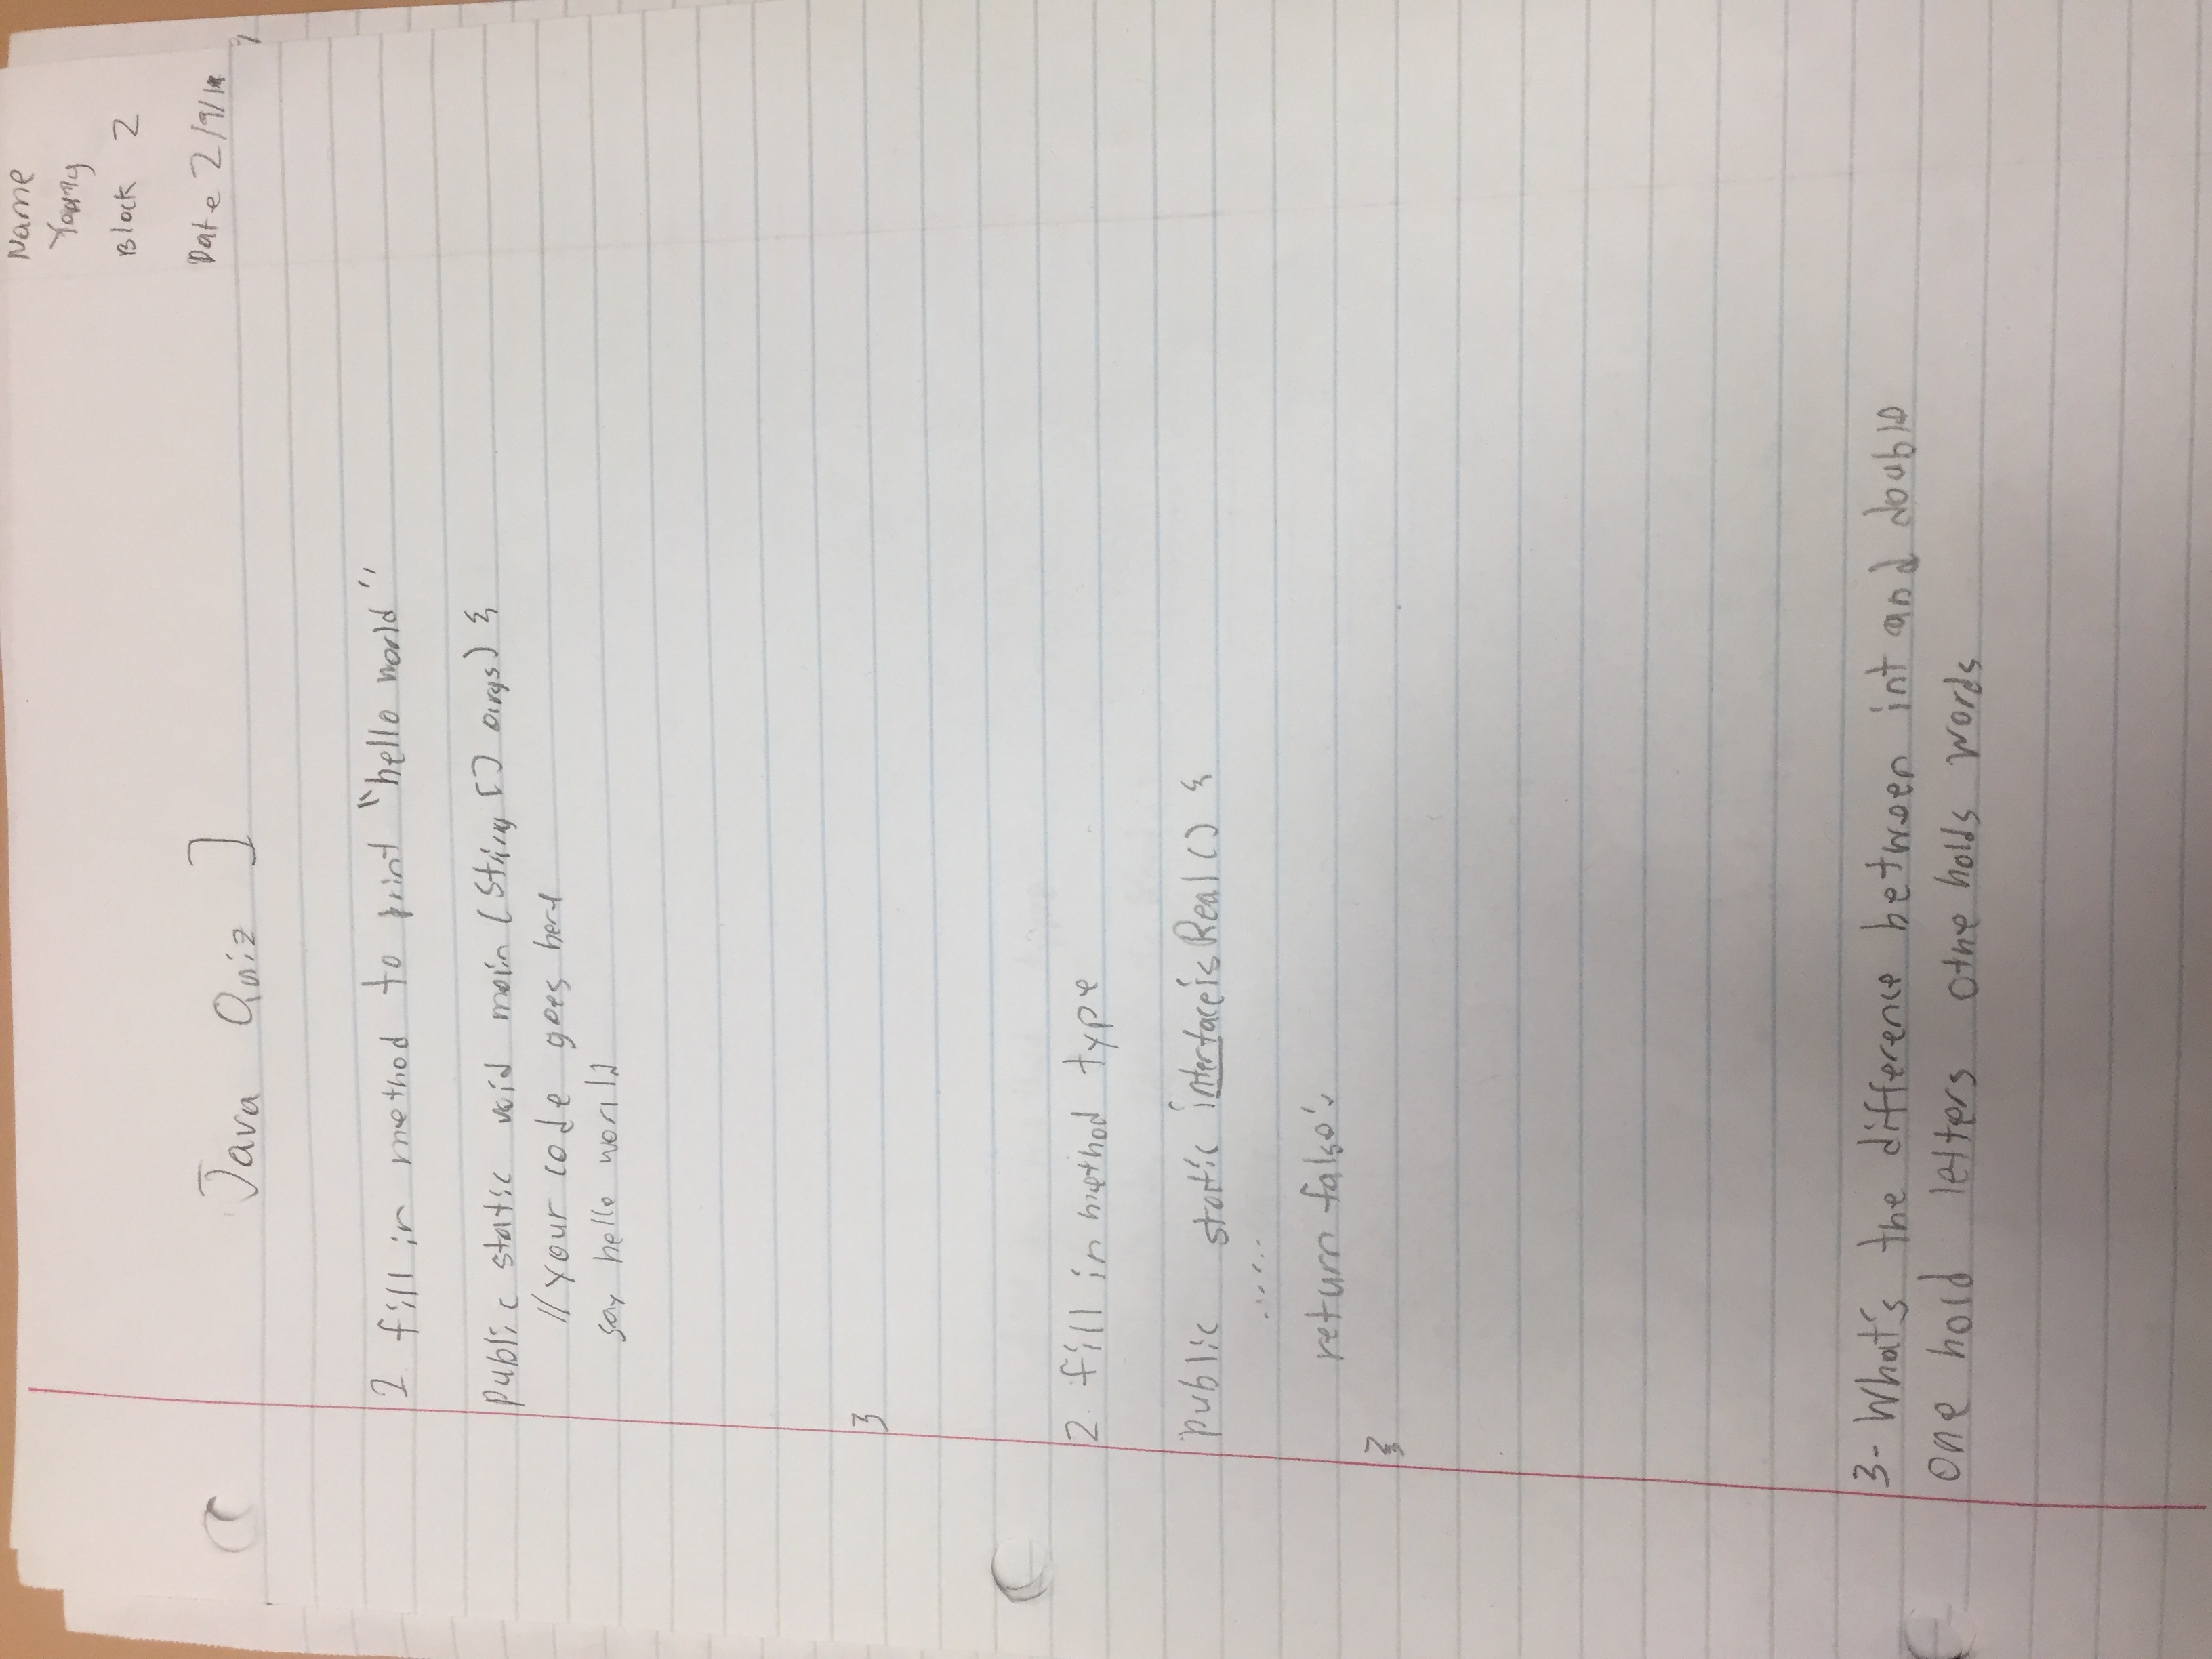 Name
Block 2
Date 2/9/1
Java Quiz 1
1. fill in method to print "hello world"
public static void main (String [] args) {
// your code goes here
say hello world
}
2. fill in method type
public static interface isReal () {
......
return false;
}
3- What's the difference between int and double
one hold letters othe holds words